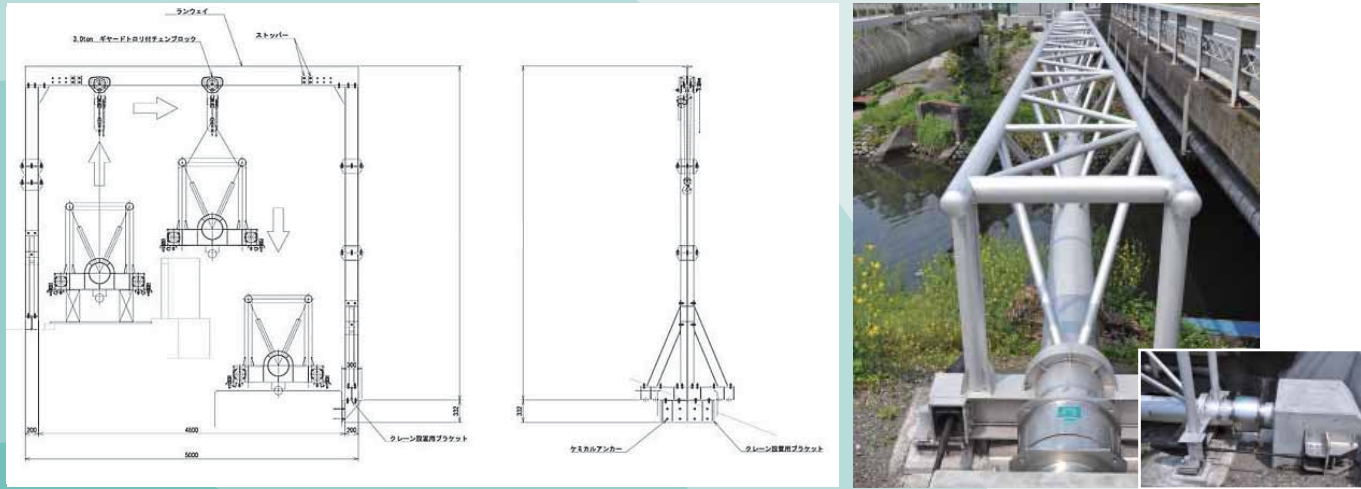 ランウェイ
3.0ton ギヤードトロリ付チェンブロック
ストッパー
300
332
200
4600
200
5000
クレーン設置用ブラケット
332
ケミカルアンカー
クレーン設置用ブラケット